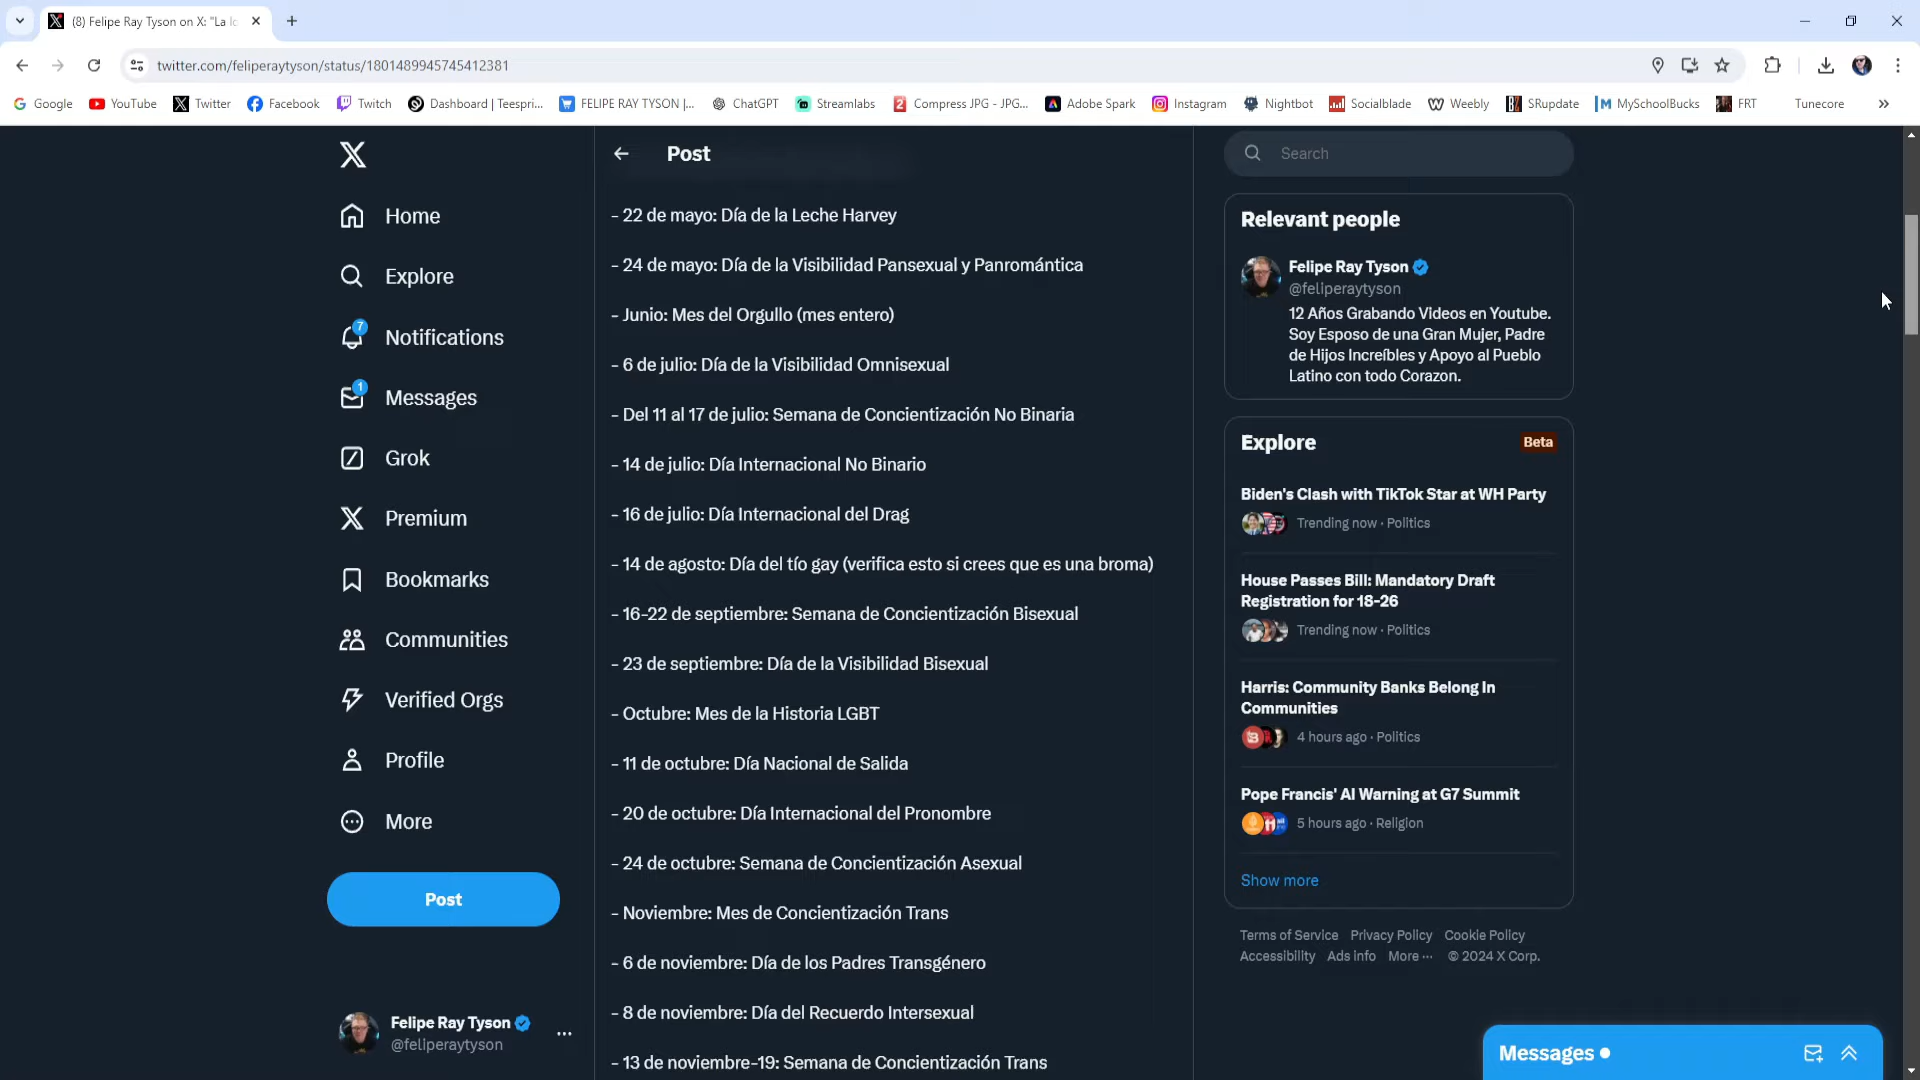 (8) Felipe Ray Tyson on X: "La Ic
twitter.com/feliperaytyson/status/1801489945745412381
Google
YouTube
Twitter
Facebook
Twitch
Dashboard | Teespri...
FELIPE RAY TYSON |...
ChatGPT
Streamlabs
Compress JPG - JPG...
Adobe Spark
Instagram
Nightbot
Socialblade
Weebly
SRupdate
MySchoolBucks
FRT
Tunecore
Home
Explore
7
Notifications
1
Messages
Grok
Premium
Bookmarks
Communities
Verified Orgs
Profile
More
Post
Felipe Ray Tyson
@feliperaytyson
Post
- 22 de mayo: Día de la Leche Harvey
- 24 de mayo: Día de la Visibilidad Pansexual y Panromántica
- Junio: Mes del Orgullo (mes entero)
- 6 de julio: Día de la Visibilidad Omnisexual
- Del 11 al 17 de julio: Semana de Concientización No Binaria
- 14 de julio: Día Internacional No Binario
- 16 de julio: Día Internacional del Drag
- 14 de agosto: Día del tío gay (verifica esto si crees que es una broma)
- 16-22 de septiembre: Semana de Concientización Bisexual
- 23 de septiembre: Día de la Visibilidad Bisexual
- Octubre: Mes de la Historia LGBT
- 11 de octubre: Día Nacional de Salida
- 20 de octubre: Día Internacional del Pronombre
- 24 de octubre: Semana de Concientización Asexual
- Noviembre: Mes de Concientización Trans
- 6 de noviembre: Día de los Padres Transgénero
- 8 de noviembre: Día del Recuerdo Intersexual
- 13 de noviembre-19: Semana de Concientización Trans
Search
Relevant people
Felipe Ray Tyson
@feliperaytyson
12 Años Grabando Videos en Youtube.
Soy Esposo de una Gran Mujer, Padre
de Hijos Increíbles y Apoyo al Pueblo
Latino con todo Corazon.
Explore
Beta
Biden's Clash with TikTok Star at WH Party
Trending now · Politics
House Passes Bill: Mandatory Draft
Registration for 18-26
Trending now · Politics
Harris: Community Banks Belong In
Communities
4 hours ago · Politics
Pope Francis' AI Warning at G7 Summit
5 hours ago · Religion
Show more
Terms of Service Privacy Policy Cookie Policy
Accessibility Ads info More ··· © 2024 X Corp.
Messages